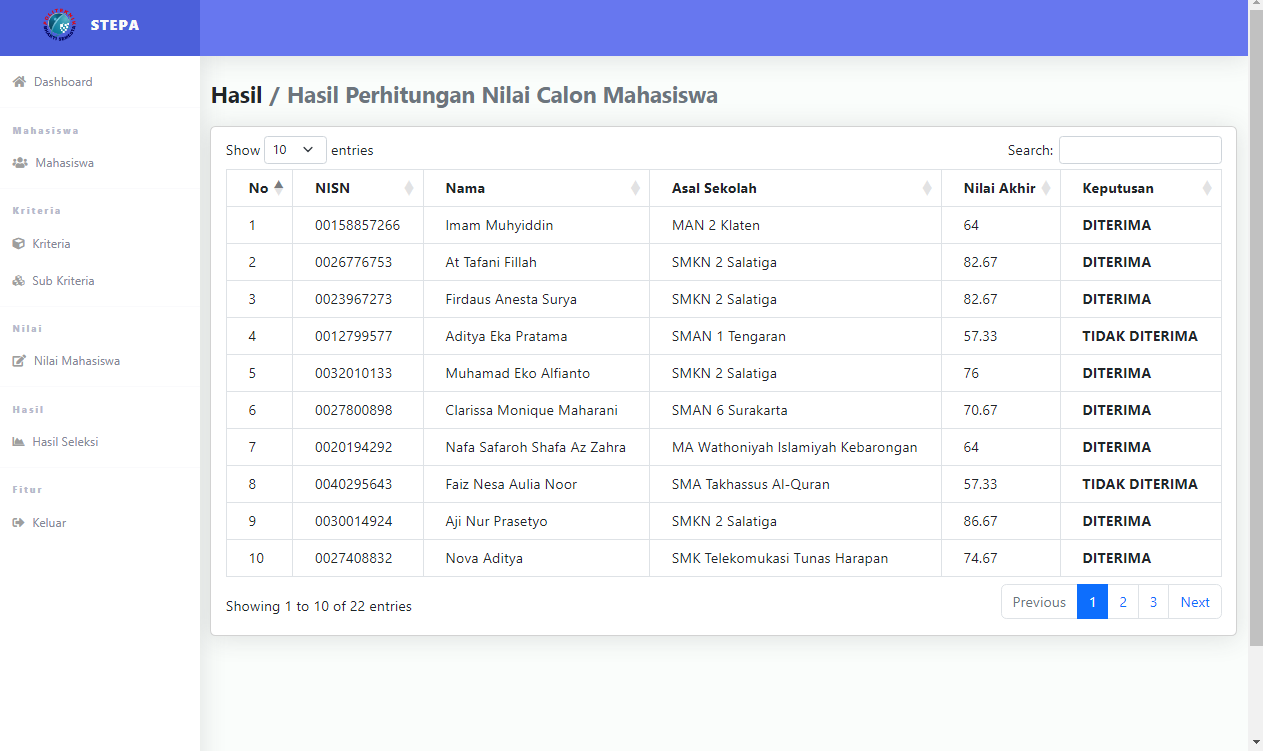 STEPA
Dashboard
Mahasiswa
Mahasiswa
Kriteria
Kriteria
Sub Kriteria
Nilai
Nilai Mahasiswa
Hasil
Hasil Seleksi
Fitur
Keluar
Hasil / Hasil Perhitungan Nilai Calon Mahasiswa
Show 10 entries Search:
No NISN Nama Asal Sekolah Nilai Akhir Keputusan
1 00158857266 Imam Muhyiddin MAN 2 Klaten 64 DITERIMA
2 0026776753 At Tafani Fillah SMKN 2 Salatiga 82.67 DITERIMA
3 0023967273 Firdaus Anesta Surya SMKN 2 Salatiga 82.67 DITERIMA
4 0012799577 Aditya Eka Pratama SMAN 1 Tengaran 57.33 TIDAK DITERIMA
5 0032010133 Muhamad Eko Alfianto SMKN 2 Salatiga 76 DITERIMA
6 0027800898 Clarissa Monique Maharani SMAN 6 Surakarta 70.67 DITERIMA
7 0020194292 Nafa Safaroh Shafa Az Zahra MA Wathoniyah Islamiyah Kebarongan 64 DITERIMA
8 0040295643 Faiz Nesa Aulia Noor SMA Takhassus Al-Quran 57.33 TIDAK DITERIMA
9 0030014924 Aji Nur Prasetyo SMKN 2 Salatiga 86.67 DITERIMA
10 0027408832 Nova Aditya SMK Telekomukasi Tunas Harapan 74.67 DITERIMA
Showing 1 to 10 of 22 entries Previous 1 2 3 Next